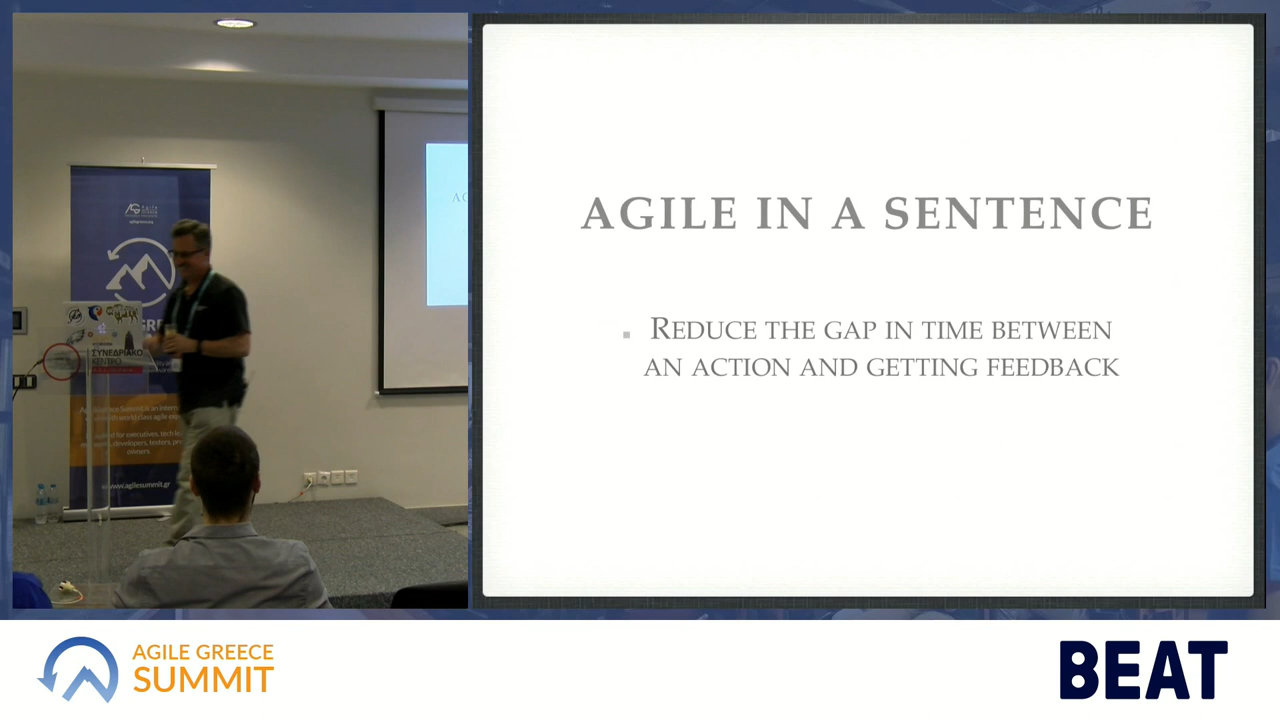 AGILE IN A SENTENCE
REDUCE THE GAP IN TIME BETWEEN
AN ACTION AND GETTING FEEDBACK
ΣΥΝΕΔΡΙΑΚΟ
ΚΕΝΤΡΟ
www.agilesummit.gr
AGILE GREECE
SUMMIT
BEAT